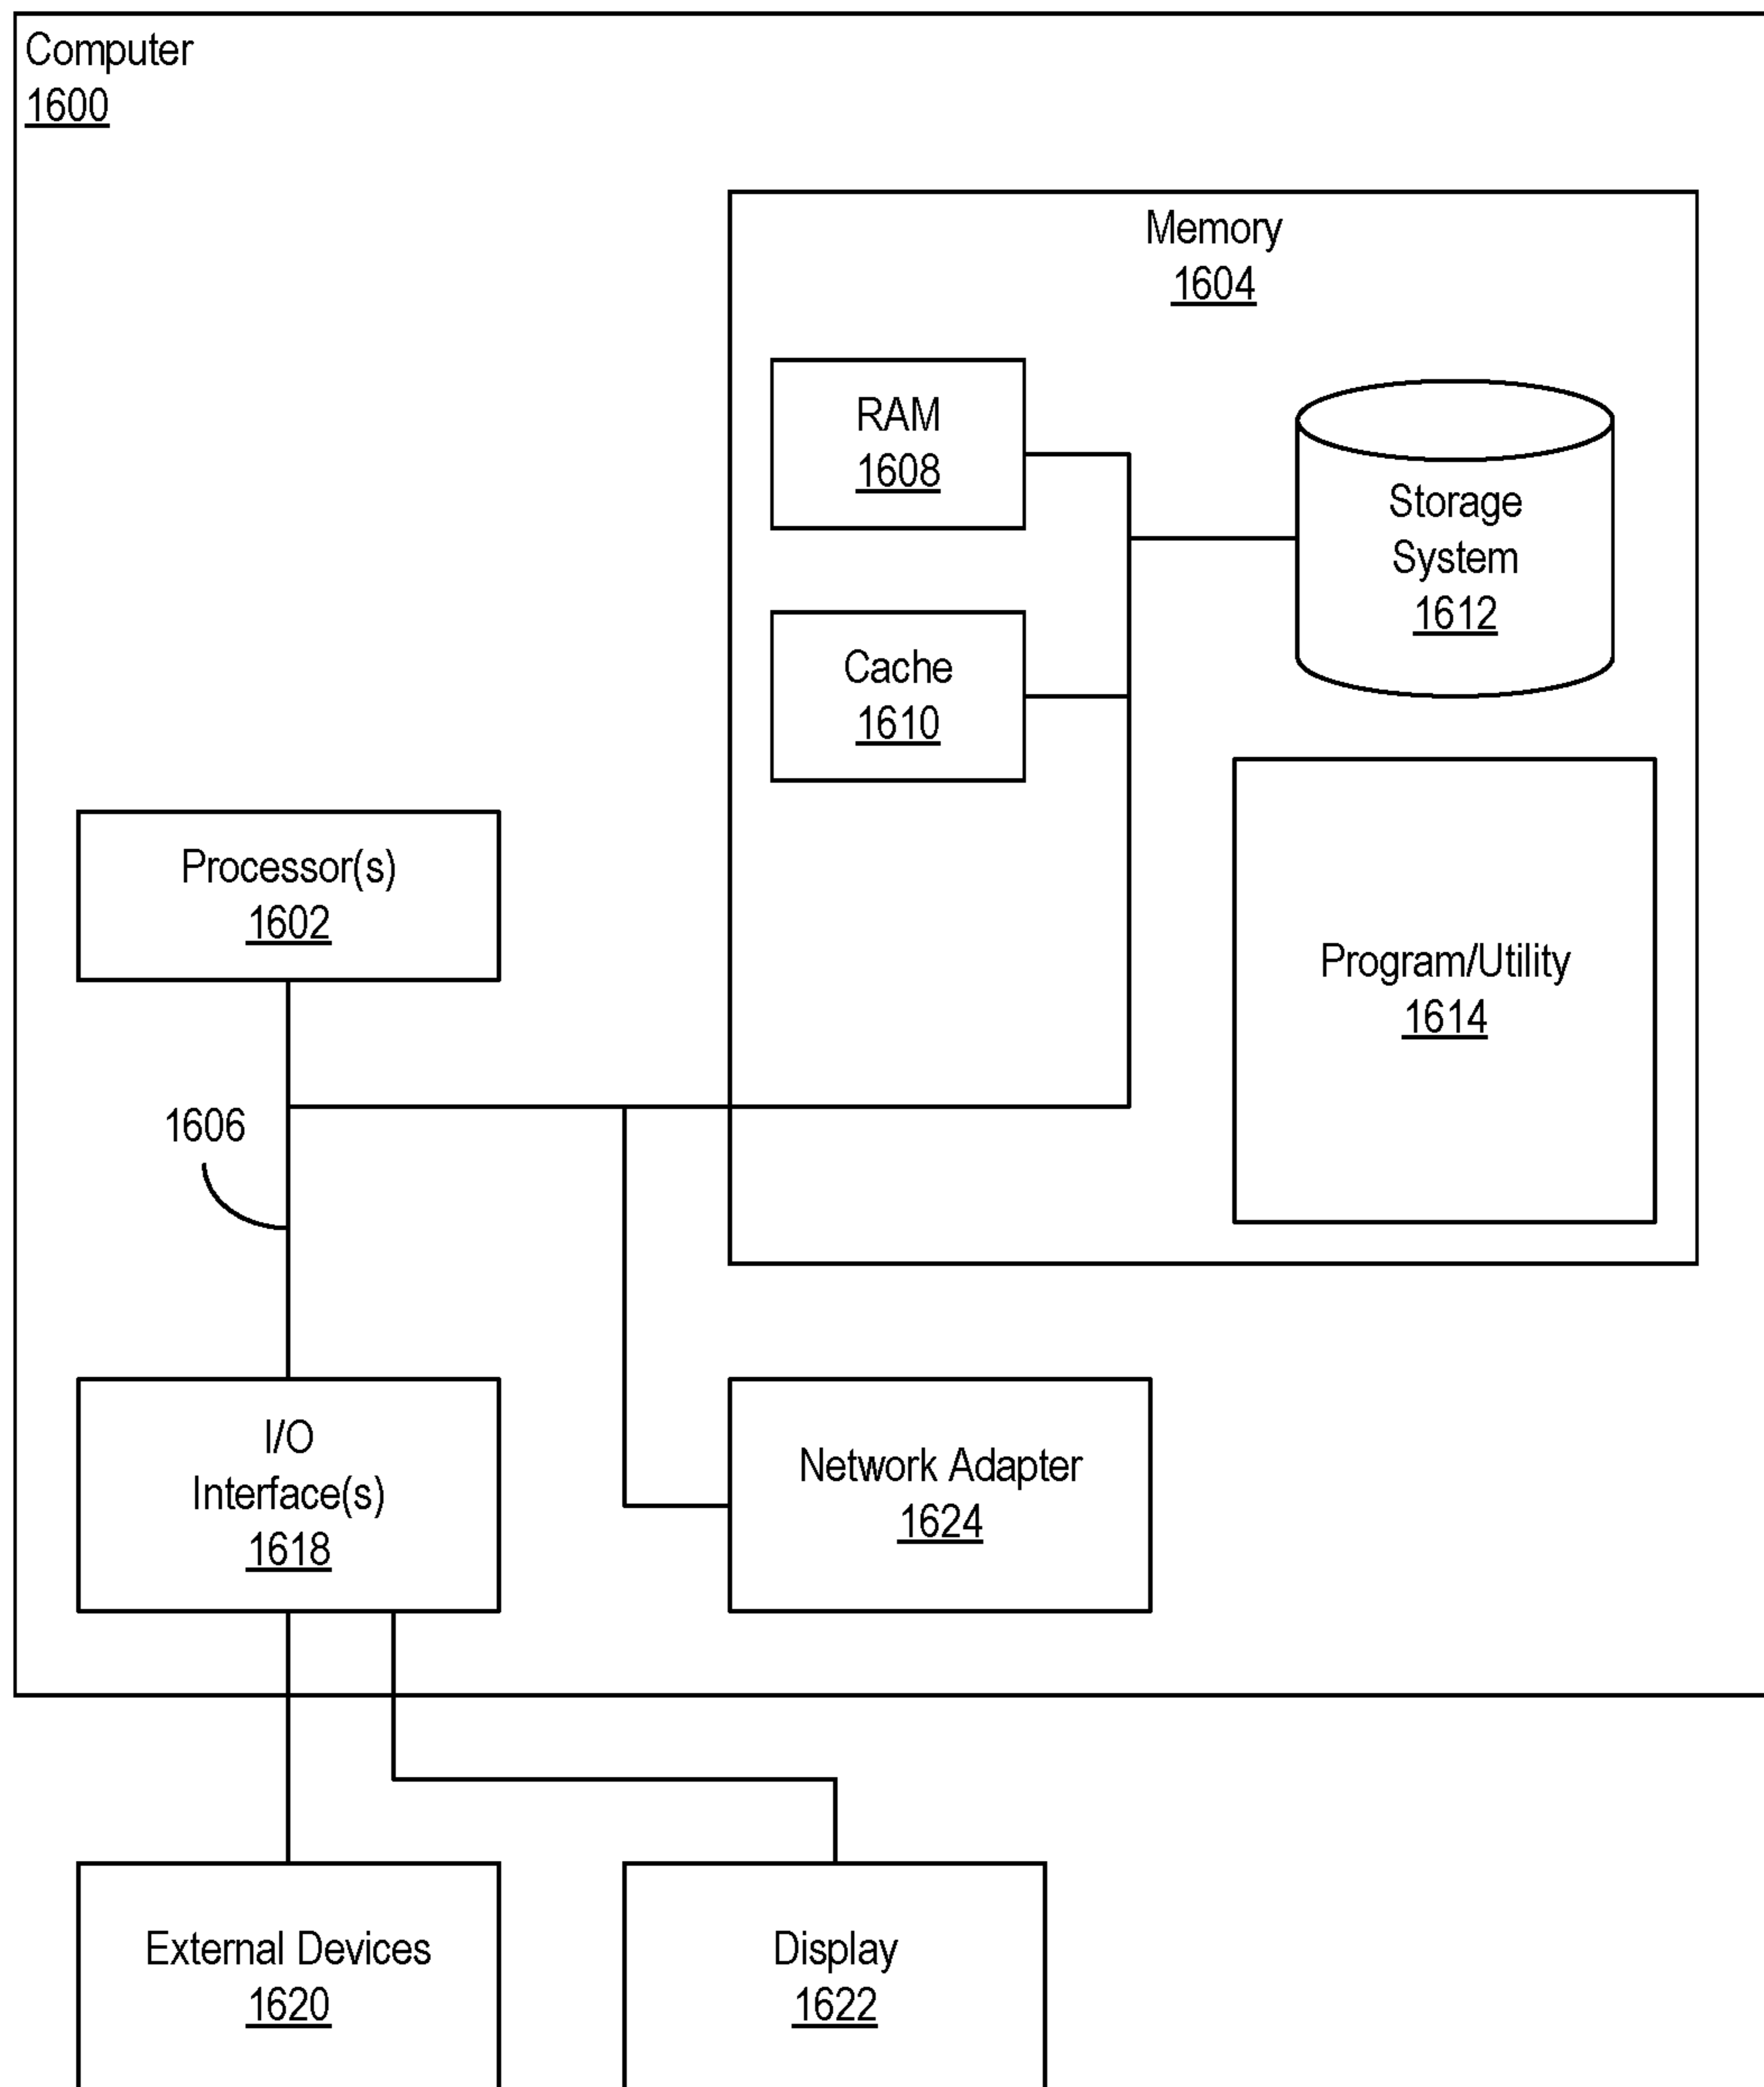 Computer
1600
Memory
1604
RAM
1608
Storage
System
1612
Cache
1610
Processor(s)
1602
Program/Utility
1614
1606
I/O
Interface(s)
1618
Network Adapter
1624
External Devices
1620
Display
1622